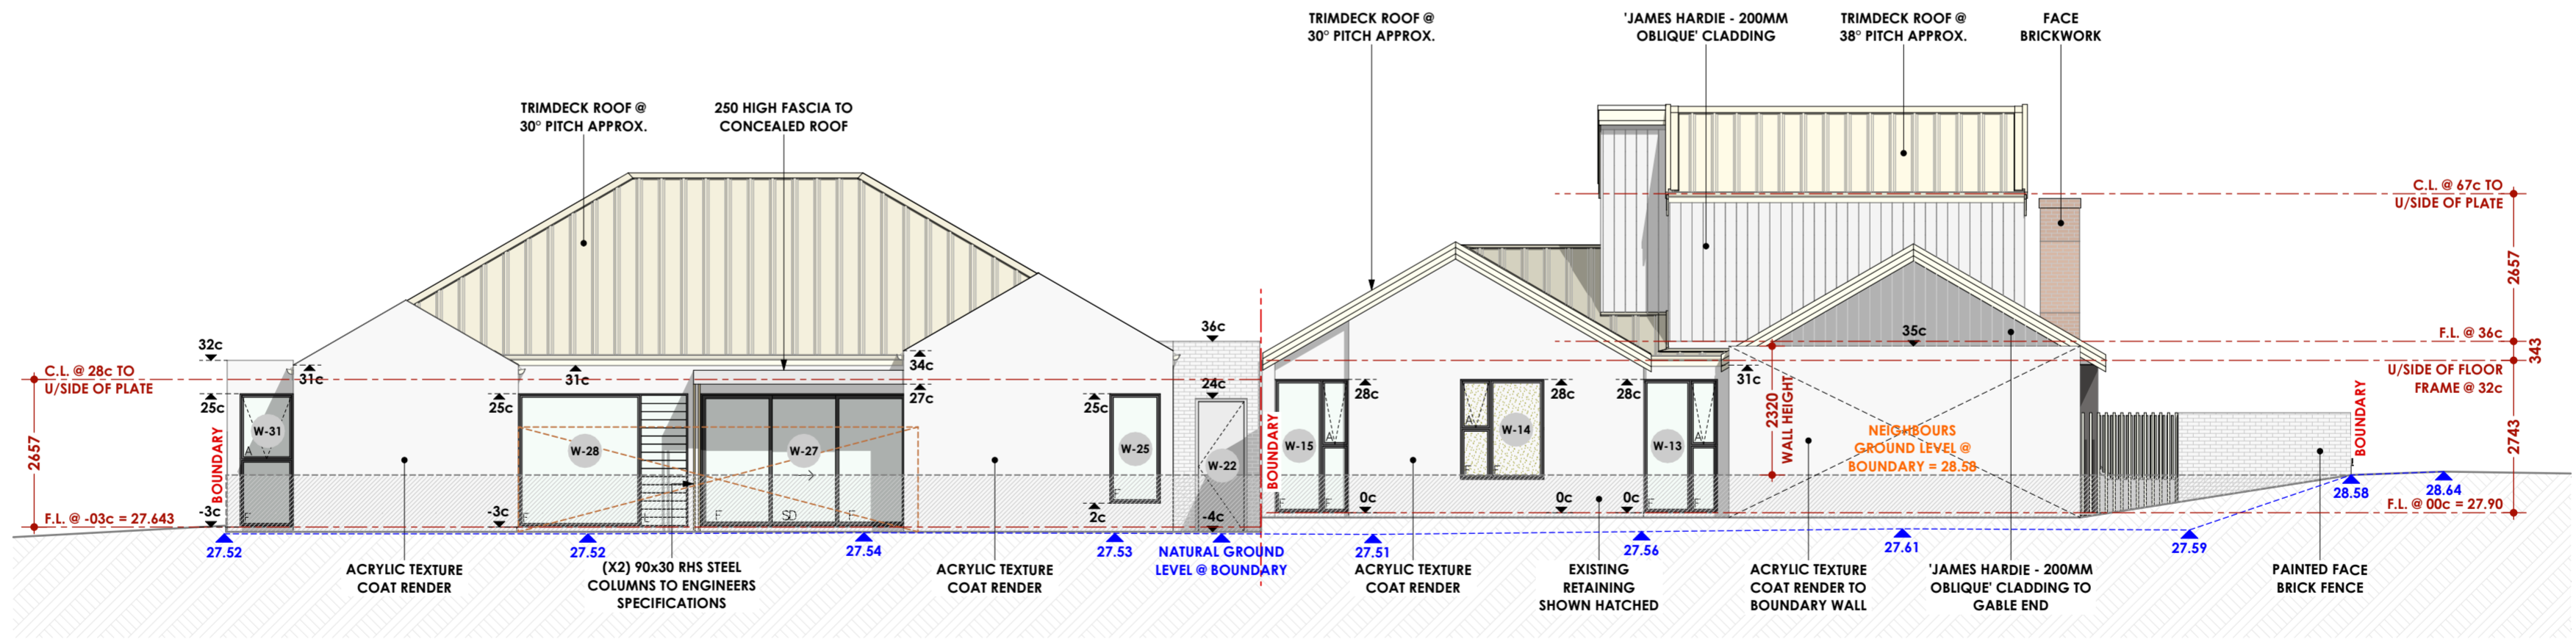 TRIMDECK ROOF @
30° PITCH APPROX.
'JAMES HARDIE - 200MM
OBLIQUE' CLADDING
TRIMDECK ROOF @
38° PITCH APPROX.
FACE
BRICKWORK
TRIMDECK ROOF @
30° PITCH APPROX.
250 HIGH FASCIA TO
CONCEALED ROOF
C.L. @ 67c TO
U/SIDE OF PLATE
2657
F.L @ 36c
343
U/SIDE OF FLOOR
FRAME @ 32c
2743
F.L. @ 00c = 27.90
C.L. @ 28c TO
U/SIDE OF PLATE
2657
F.L. @ -03c = 27.643
32c
31c
25c
-3c
BOUNDARY
W-31
A
F
31c
25c
-3c
W-28
F
L
34c
27c
W-27
F
SD
F
25c
2c
W-25
F
36c
24c
W-22
-4c
BOUNDARY
W-15
A
F
F
28c
0c
W-14
A
F
F
28c
0c
28c
0c
W-13
A
F
F
31c
35c
2320
WALL HEIGHT
NEIGHBOURS
GROUND LEVEL @
BOUNDARY = 28.58
BOUNDARY
27.52
27.52
27.54
27.53
NATURAL GROUND
LEVEL @ BOUNDARY
27.51
27.56
27.61
27.59
28.58
28.64
ACRYLIC TEXTURE
COAT RENDER
(X2) 90x30 RHS STEEL
COLUMNS TO ENGINEERS
SPECIFICATIONS
ACRYLIC TEXTURE
COAT RENDER
ACRYLIC TEXTURE
COAT RENDER
EXISTING
RETAINING
SHOWN HATCHED
ACRYLIC TEXTURE
COAT RENDER TO
BOUNDARY WALL
'JAMES HARDIE - 200MM
OBLIQUE' CLADDING TO
GABLE END
PAINTED FACE
BRICK FENCE